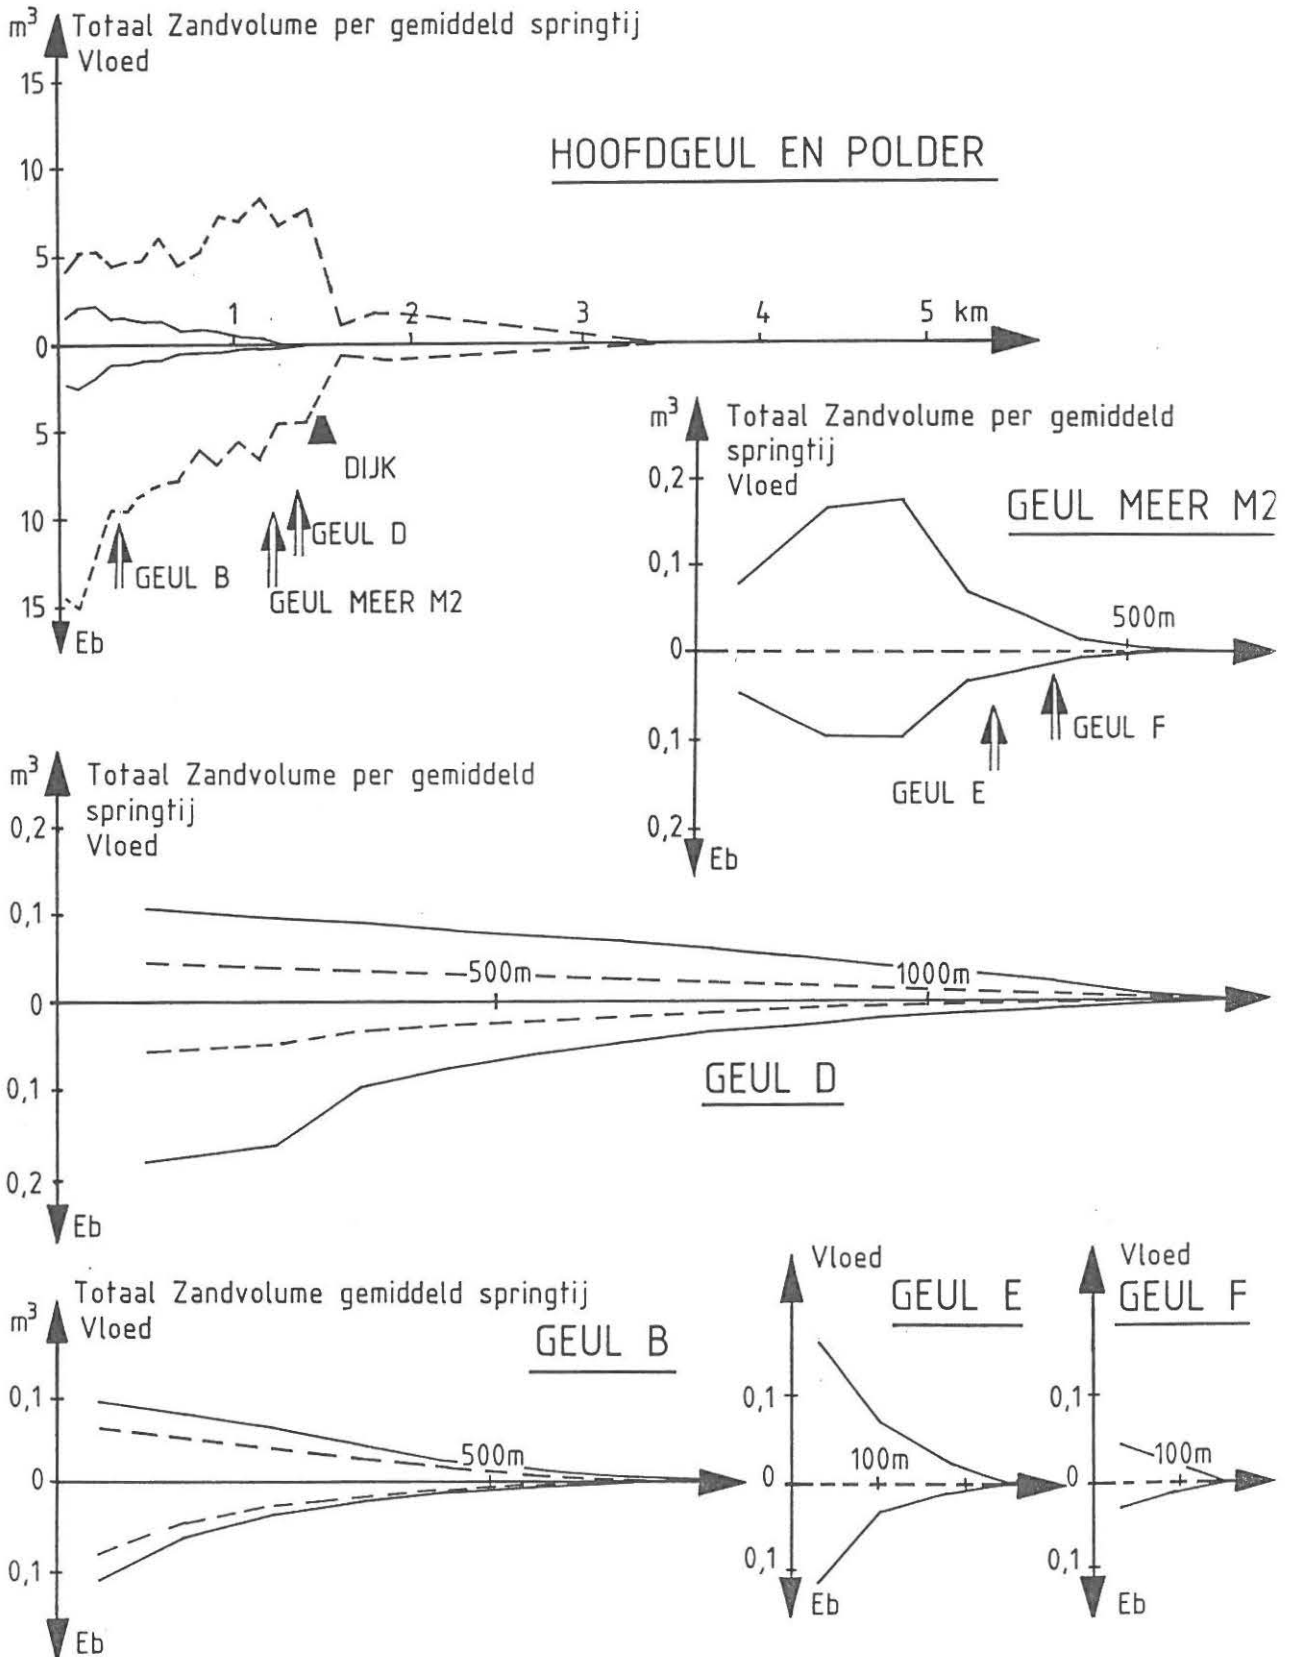 m³ Totaal Zandvolume per gemiddeld springtij
Vloed
15
10
5
0
5
10
15
Eb
HOOFDGEUL EN POLDER
1 2 3 4 5 km
DIJK
GEUL D
GEUL B
GEUL MEER M2
m³ Totaal Zandvolume per gemiddeld
springtij
Vloed
0,2
0,1
0
0,1
0,2
Eb
GEUL MEER M2
500m
GEUL F
GEUL E
m³ Totaal Zandvolume per gemiddeld
springtij
Vloed
0,2
0,1
0
0,1
0,2
Eb
500m 1000m
GEUL D
Totaal Zandvolume gemiddeld springtij
m³ Vloed
GEUL B
0,1
0
0,1
Eb
500m
Vloed
GEUL E
0,1
0
0,1
100m
Eb
Vloed
GEUL F
0,1
0
0,1
100m
Eb